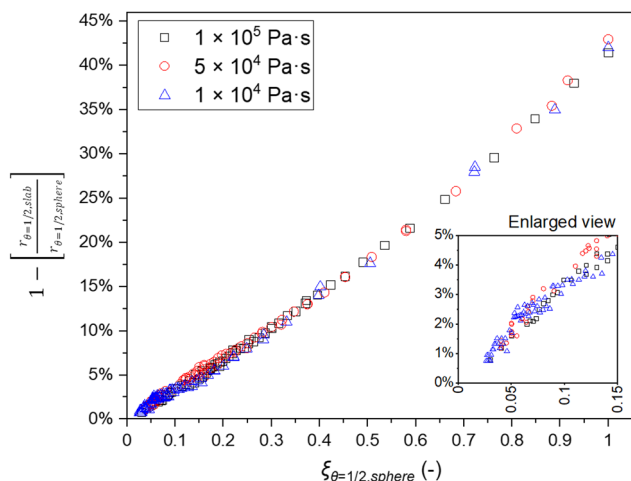 45%
40%
35%
30%
25%
20%
15%
10%
5%
0%
1 × 10⁵ Pa·s
5 × 10⁴ Pa·s
1 × 10⁴ Pa·s
1 − [r_θ=1/2,slab / r_θ=1/2,sphere]
Enlarged view
5%
4%
3%
2%
1%
0%
0 0.05 0.1 0.15
0 0.1 0.2 0.3 0.4 0.5 0.6 0.7 0.8 0.9 1
ξ_θ=1/2,sphere (-)